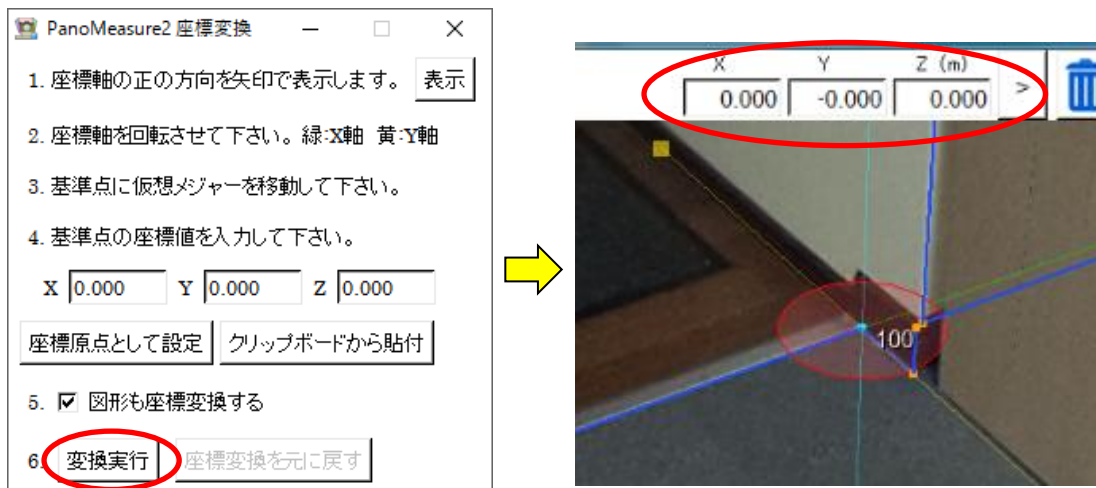 PanoMeasure2 座標変換
1. 座標軸の正の方向を矢印で表示します。 表示
2. 座標軸を回転させて下さい。緑:X軸 黄:Y軸
3. 基準点に仮想メジャーを移動して下さい。
4. 基準点の座標値を入力して下さい。
X 0.000 Y 0.000 Z 0.000
座標原点として設定 クリップボードから貼付
5. 図形も座標変換する
6. 変換実行 座標変換を元に戻す
X Y Z (m)
0.000 -0.000 0.000 >
100